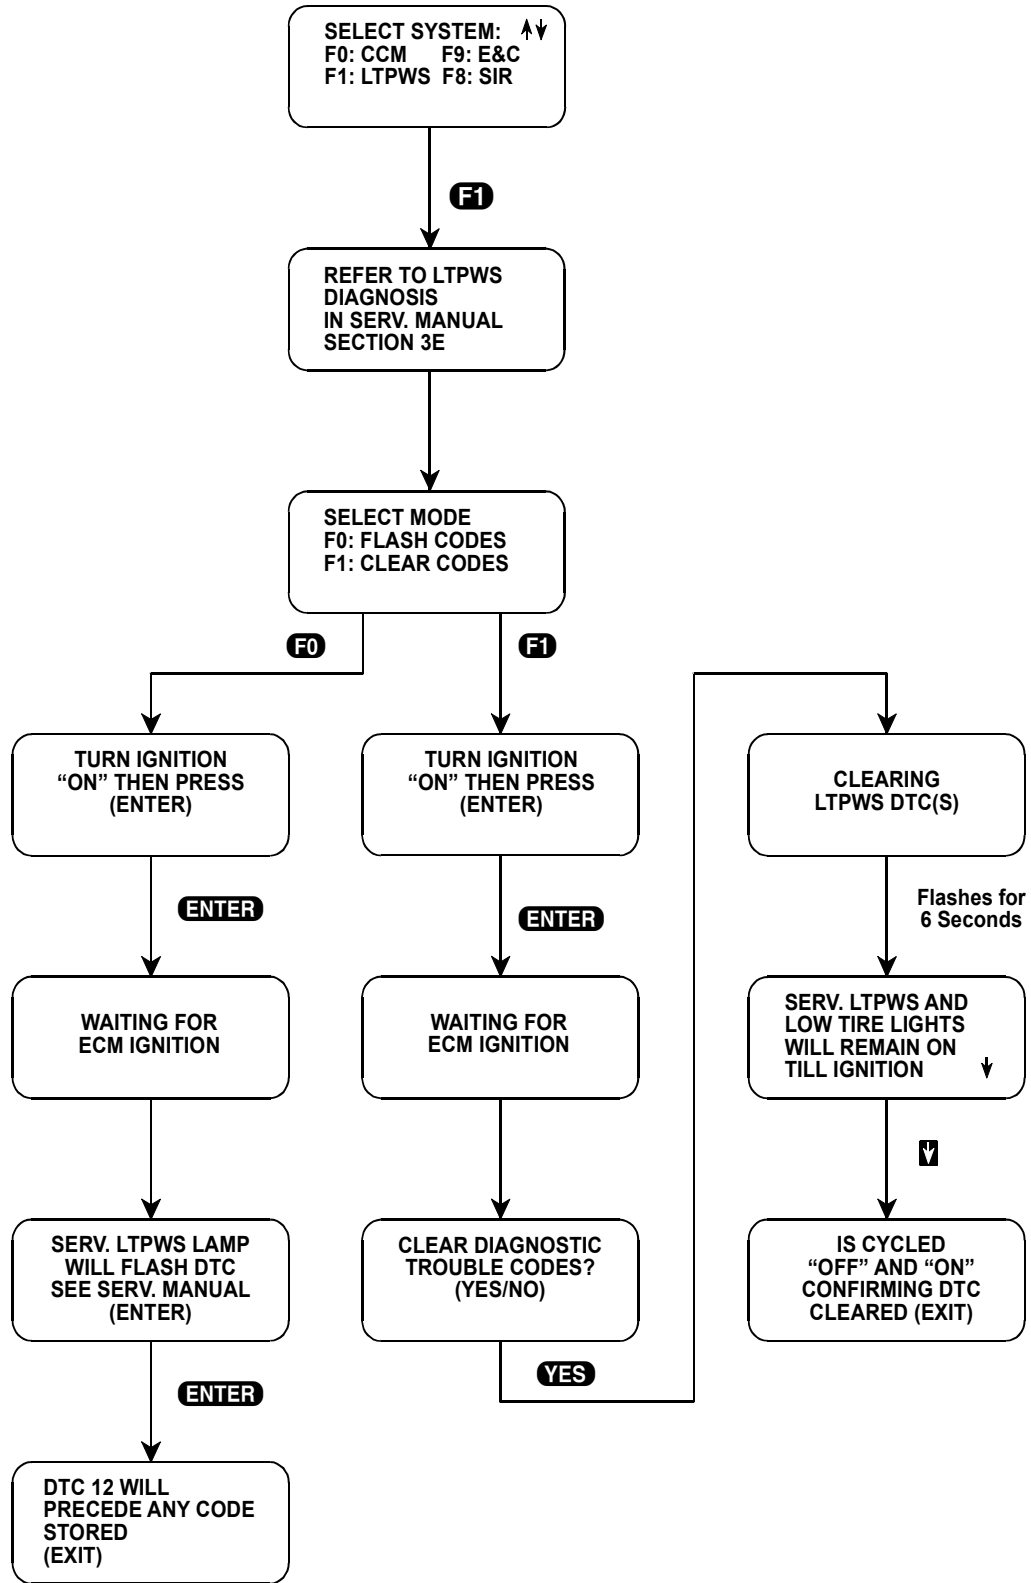 SELECT SYSTEM:
F0: CCM F9: E&C
F1: LTPWS F8: SIR
F1
REFER TO LTPWS
DIAGNOSIS
IN SERV. MANUAL
SECTION 3E
SELECT MODE
F0: FLASH CODES
F1: CLEAR CODES
F0
F1
TURN IGNITION
“ON” THEN PRESS
(ENTER)
ENTER
WAITING FOR
ECM IGNITION
SERV. LTPWS LAMP
WILL FLASH DTC
SEE SERV. MANUAL
(ENTER)
ENTER
DTC 12 WILL
PRECEDE ANY CODE
STORED
(EXIT)
TURN IGNITION
“ON” THEN PRESS
(ENTER)
ENTER
WAITING FOR
ECM IGNITION
CLEAR DIAGNOSTIC
TROUBLE CODES?
(YES/NO)
YES
CLEARING
LTPWS DTC(S)
Flashes for
6 Seconds
SERV. LTPWS AND
LOW TIRE LIGHTS
WILL REMAIN ON
TILL IGNITION
IS CYCLED
“OFF” AND “ON”
CONFIRMING DTC
CLEARED (EXIT)